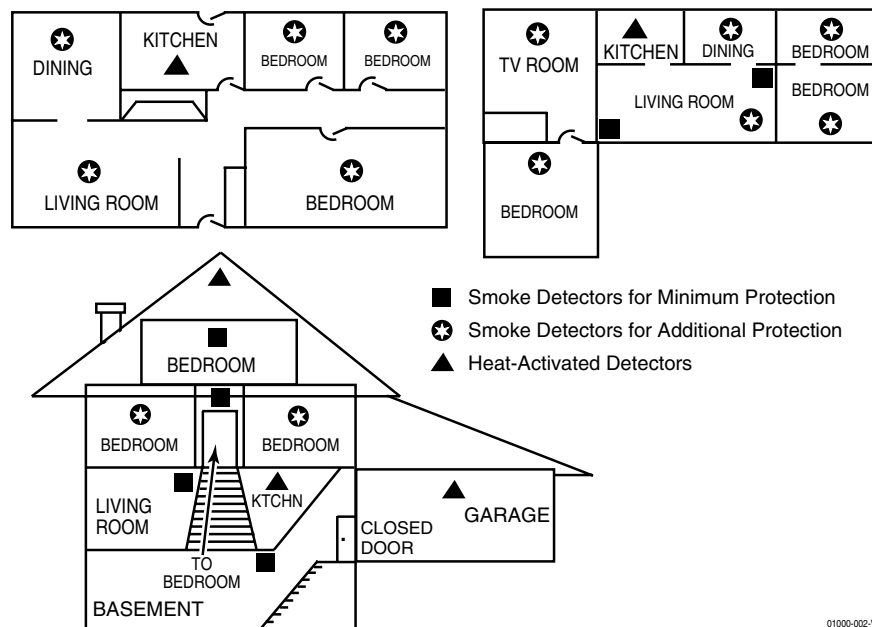 KITCHEN
DINING
BEDROOM
BEDROOM
LIVING ROOM
BEDROOM
TV ROOM
KITCHEN
DINING
BEDROOM
LIVING ROOM
BEDROOM
BEDROOM
Smoke Detectors for Minimum Protection
Smoke Detectors for Additional Protection
Heat-Activated Detectors
BEDROOM
BEDROOM
BEDROOM
LIVING
ROOM
KTCHN
TO
BEDROOM
BASEMENT
CLOSED
DOOR
GARAGE